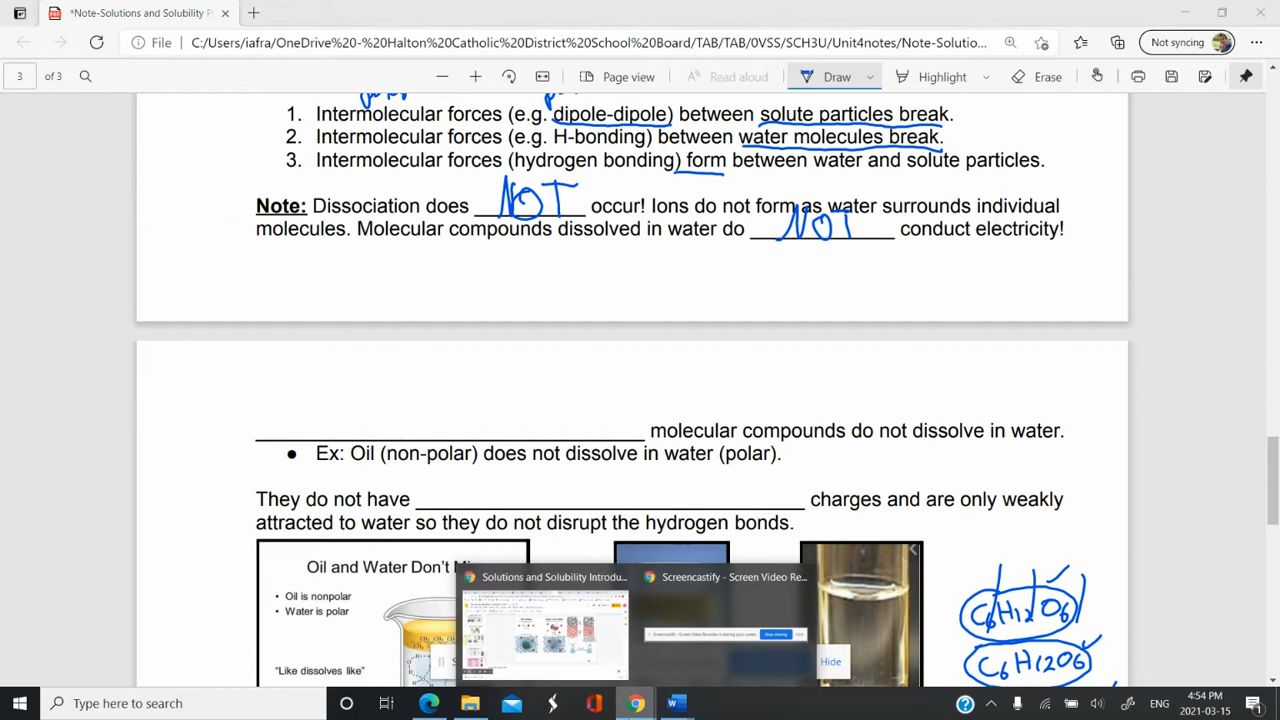 *Note-Solutions and Solubility P
File
C:/Users/iafra/OneDrive%20-%20Halton%20Catholic%20District%20School%20Board/TAB/TAB/0VSS/SCH3U/Unit4notes/Note-Solutio...
Not syncing
3 of 3
Page view
Read aloud
Draw
Highlight
Erase
1. Intermolecular forces (e.g. dipole-dipole) between solute particles break.
2. Intermolecular forces (e.g. H-bonding) between water molecules break.
3. Intermolecular forces (hydrogen bonding) form between water and solute particles.
Note: Dissociation does NOT occur! Ions do not form as water surrounds individual
molecules. Molecular compounds dissolved in water do NOT conduct electricity!
molecular compounds do not dissolve in water.
● Ex: Oil (non-polar) does not dissolve in water (polar).
They do not have charges and are only weakly
attracted to water so they do not disrupt the hydrogen bonds.
Oil and Water Don't
• Oil is nonpolar
• Water is polar
"Like dissolves like"
Solutions and Solubility Introdu...
Screencastify - Screen Video Re...
Stop sharing
Hide
C6H12O6
C6H12O6
Type here to search
ENG
4:54 PM
2021-03-15